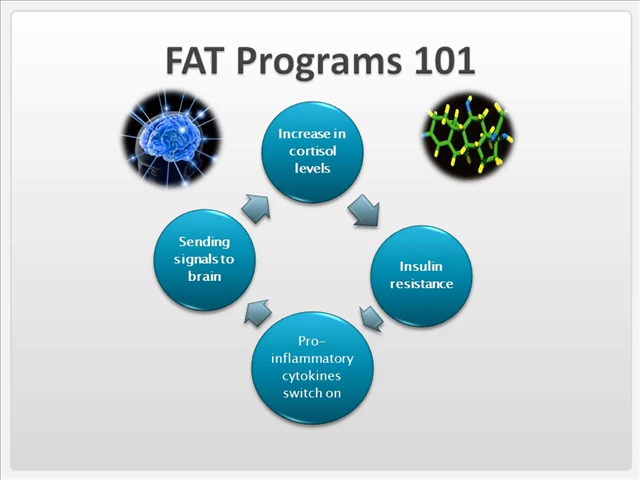 FAT Programs 101
Increase in
cortisol
levels
Insulin
resistance
Pro-
inflammatory
cytokines
switch on
Sending
signals to
brain